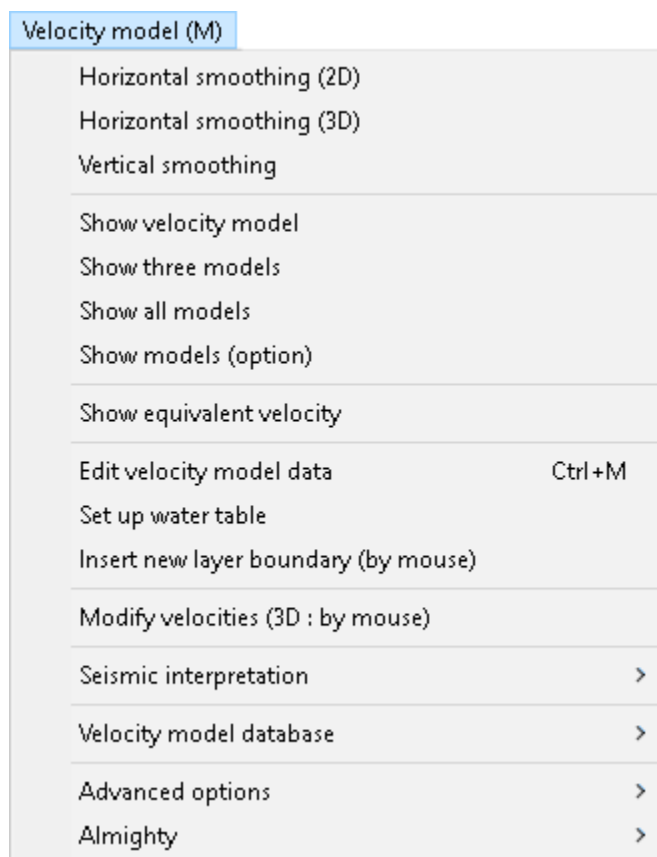 Velocity model (M)
Horizontal smoothing (2D)
Horizontal smoothing (3D)
Vertical smoothing
Show velocity model
Show three models
Show all models
Show models (option)
Show equivalent velocity
Edit velocity model data Ctrl+M
Set up water table
Insert new layer boundary (by mouse)
Modify velocities (3D : by mouse)
Seismic interpretation
Velocity model database
Advanced options
Almighty